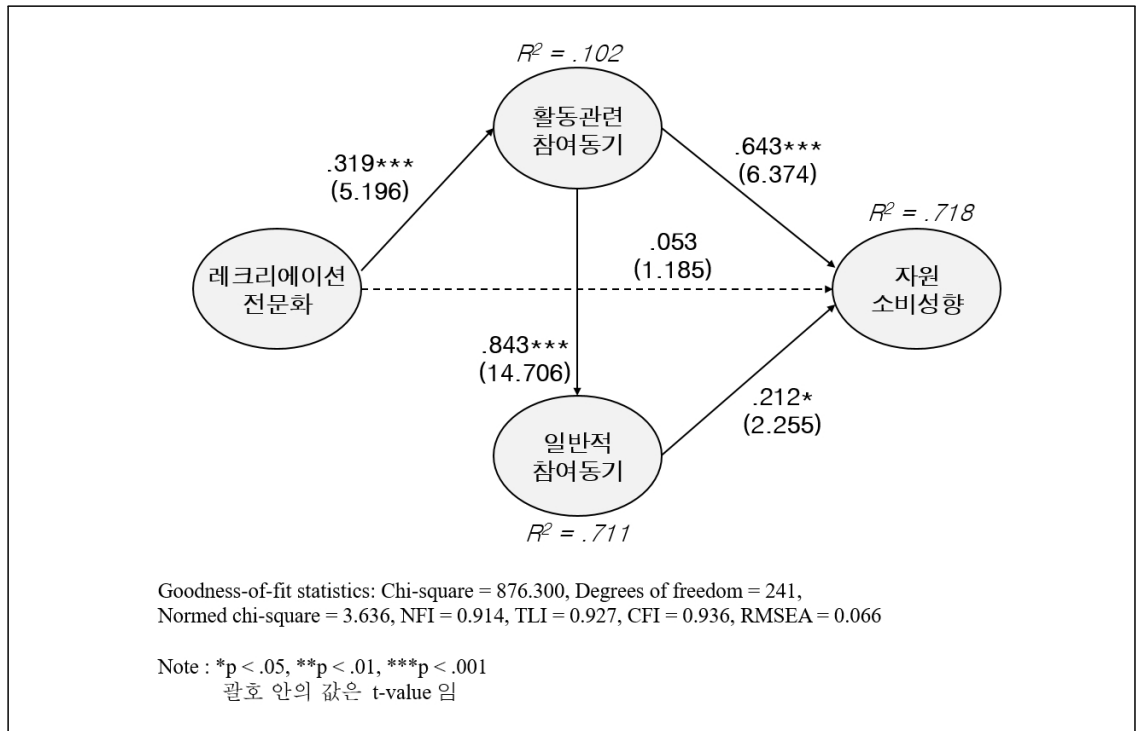 R² = .102
활동관련
참여동기
.319***
(5.196)
.643***
(6.374)
R² = .718
레크리에이션
전문화
.053
(1.185)
자원
소비성향
.843***
(14.706)
.212*
(2.255)
일반적
참여동기
R² = .711
Goodness-of-fit statistics: Chi-square = 876.300, Degrees of freedom = 241,
Normed chi-square = 3.636, NFI = 0.914, TLI = 0.927, CFI = 0.936, RMSEA = 0.066
Note : *p < .05, **p < .01, ***p < .001
괄호 안의 값은 t-value 임